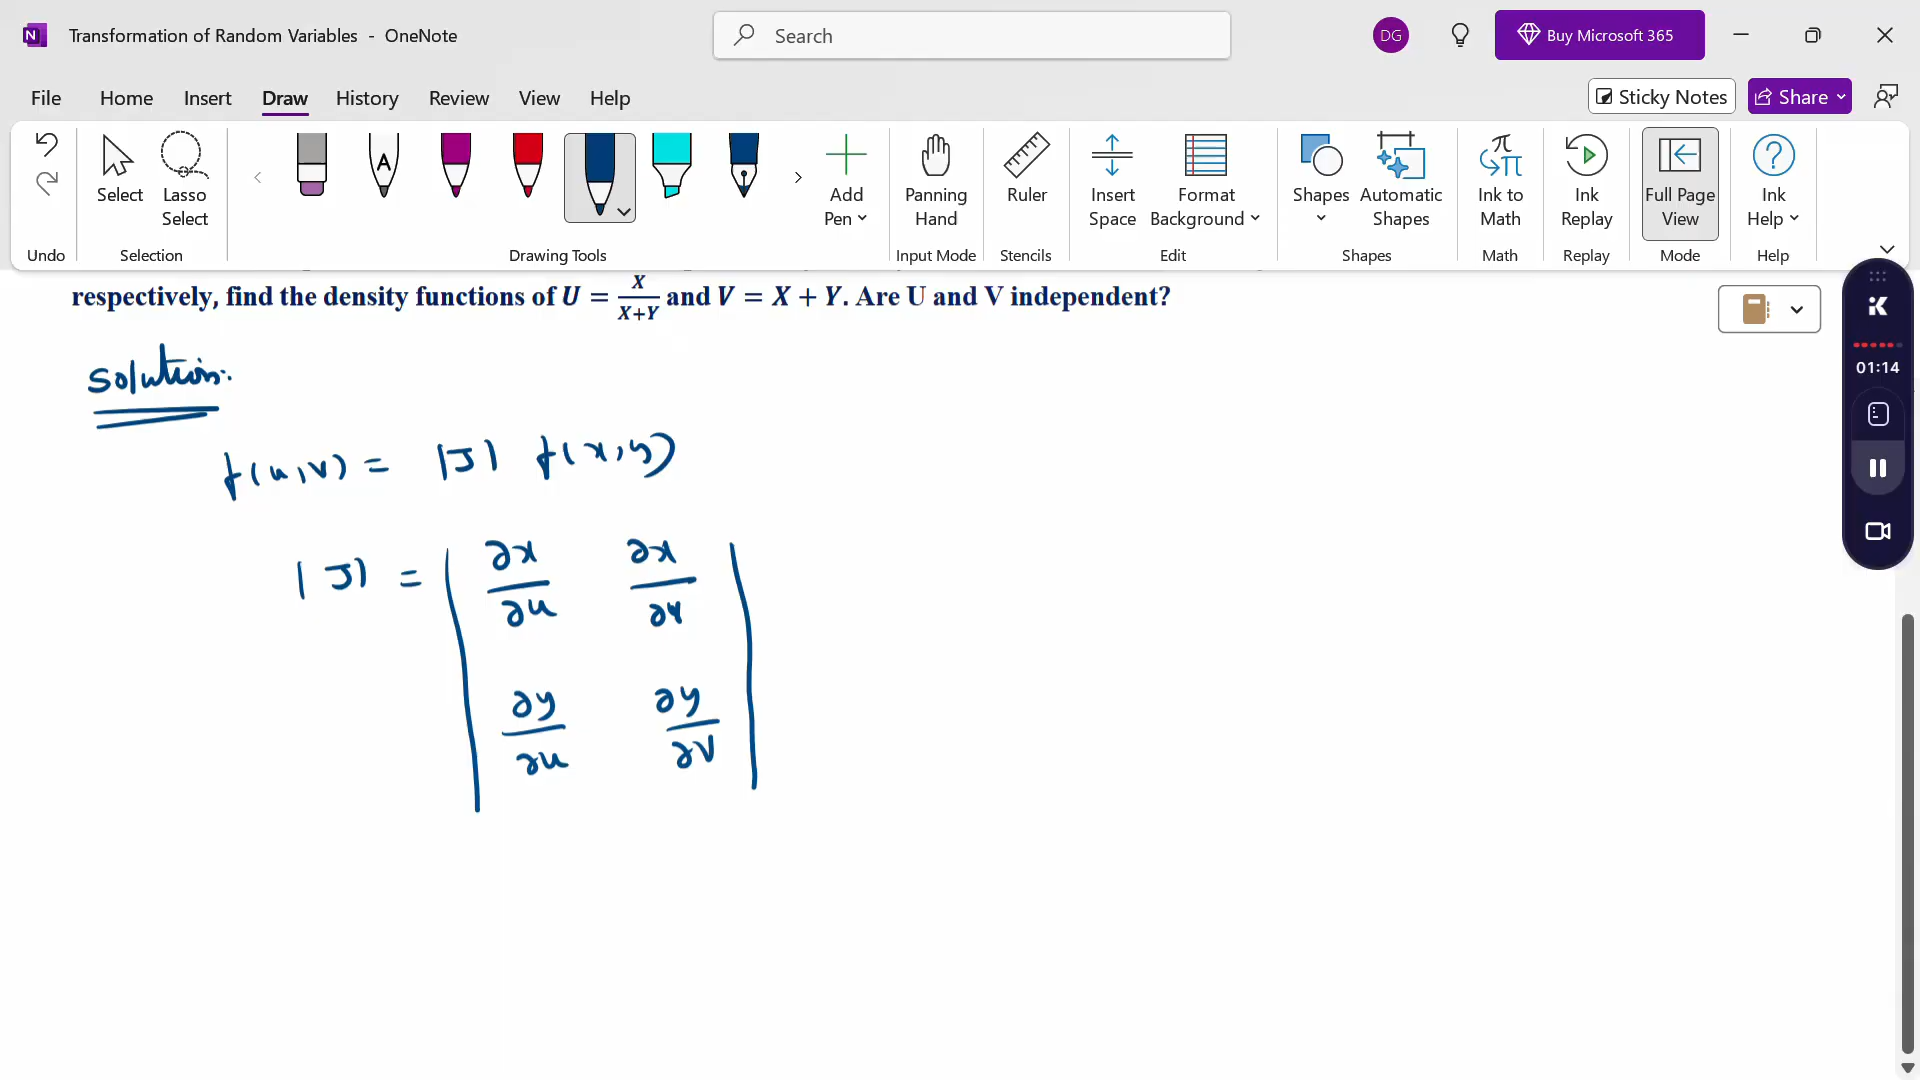 Transformation of Random Variables - OneNote
Search
DG
Buy Microsoft 365
File Home Insert Draw History Review View Help
Sticky Notes
Share
Select
Lasso Select
A
Add Pen
Panning Hand
Ruler
Insert Space
Format Background
Shapes
Automatic Shapes
Ink to Math
Ink Replay
Full Page View
Ink Help
Undo
Selection
Drawing Tools
Input Mode
Stencils
Edit
Shapes
Math
Replay
Mode
Help
respectively, find the density functions of U = X/(X+Y) and V = X + Y. Are U and V independent?
01:14
Solution:
f(u,v) = |J| f(x,y)
|J| = | ∂x/∂u ∂x/∂v |
| ∂y/∂u ∂y/∂v |